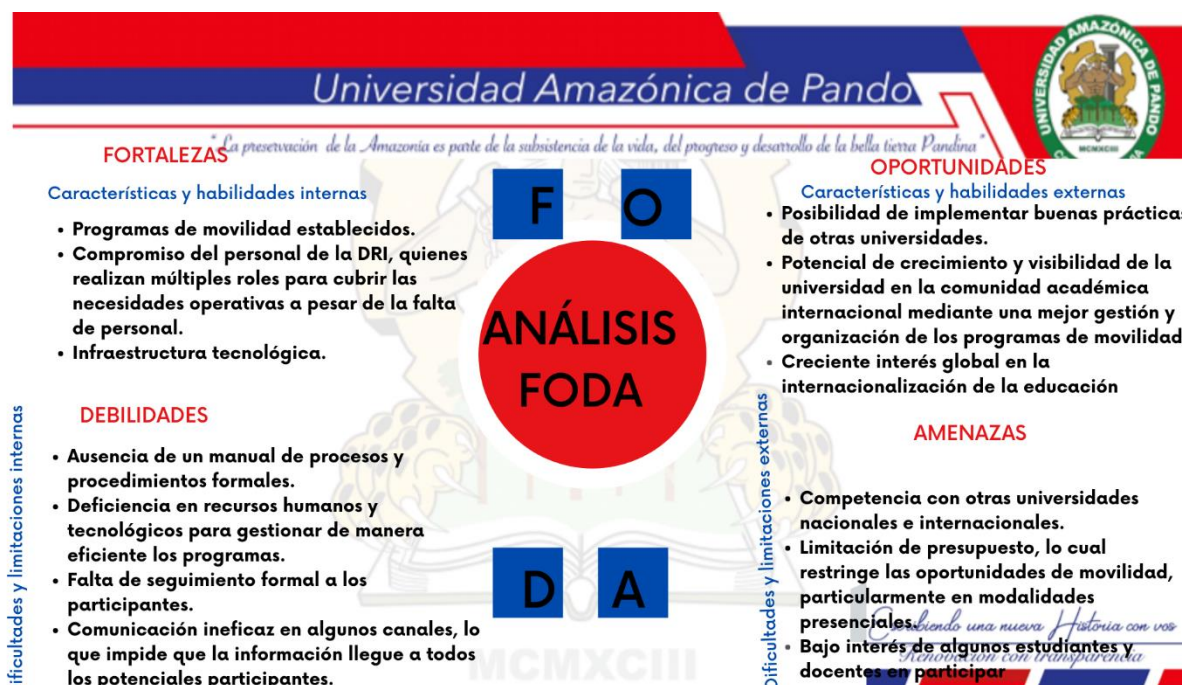 Universidad Amazónica de Pando
UNIVERSIDAD AMAZÓNICA DE PANDO
MCMXCIII
"La preservación de la Amazonía es parte de la subsistencia de la vida, del progreso y desarrollo de la bella tierra Pandina"
FORTALEZAS
Características y habilidades internas
• Programas de movilidad establecidos.
• Compromiso del personal de la DRI, quienes
realizan múltiples roles para cubrir las
necesidades operativas a pesar de la falta
de personal.
• Infraestructura tecnológica.
F O
ANÁLISIS
FODA
D A
OPORTUNIDADES
Características y habilidades externas
• Posibilidad de implementar buenas prácticas
de otras universidades.
• Potencial de crecimiento y visibilidad de la
universidad en la comunidad académica
internacional mediante una mejor gestión y
organización de los programas de movilidad
• Creciente interés global en la
internacionalización de la educación
DEBILIDADES
ificultades y limitaciones internas
• Ausencia de un manual de procesos y
procedimientos formales.
• Deficiencia en recursos humanos y
tecnológicos para gestionar de manera
eficiente los programas.
• Falta de seguimiento formal a los
participantes.
• Comunicación ineficaz en algunos canales, lo
que impide que la información llegue a todos
los potenciales participantes.
AMENAZAS
Dificultades y limitaciones externas
• Competencia con otras universidades
nacionales e internacionales.
• Limitación de presupuesto, lo cual
restringe las oportunidades de movilidad,
particularmente en modalidades
presenciales.
• Bajo interés de algunos estudiantes y
docentes en participar
una nueva Historia con vos
Renovación con transparencia
MCMXCIII